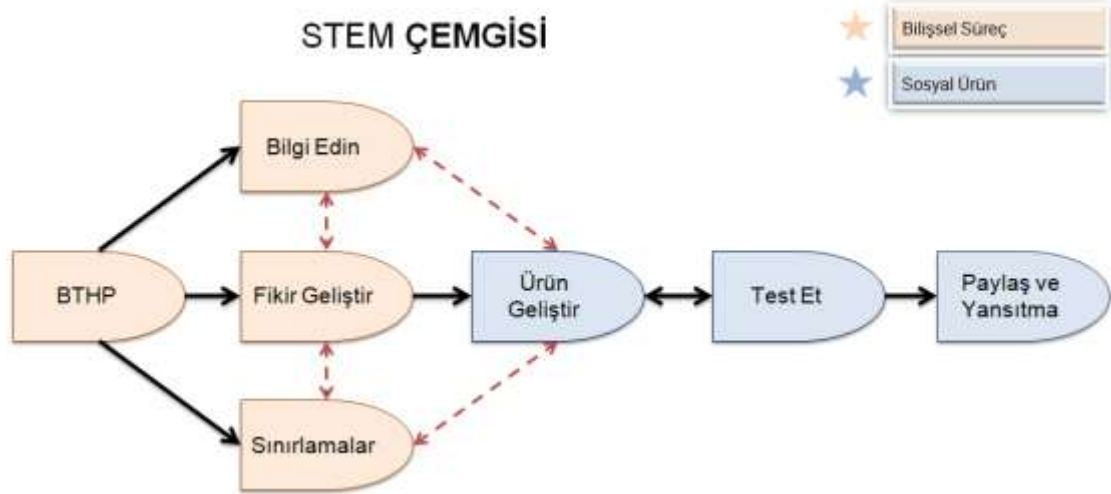 STEM ÇEMGİSİ
Bilişsel Süreç
Sosyal Ürün
Bilgi Edin
BTHP
Fikir Geliştir
Ürün
Geliştir
Test Et
Paylaş ve
Yansıtma
Sınırlamalar